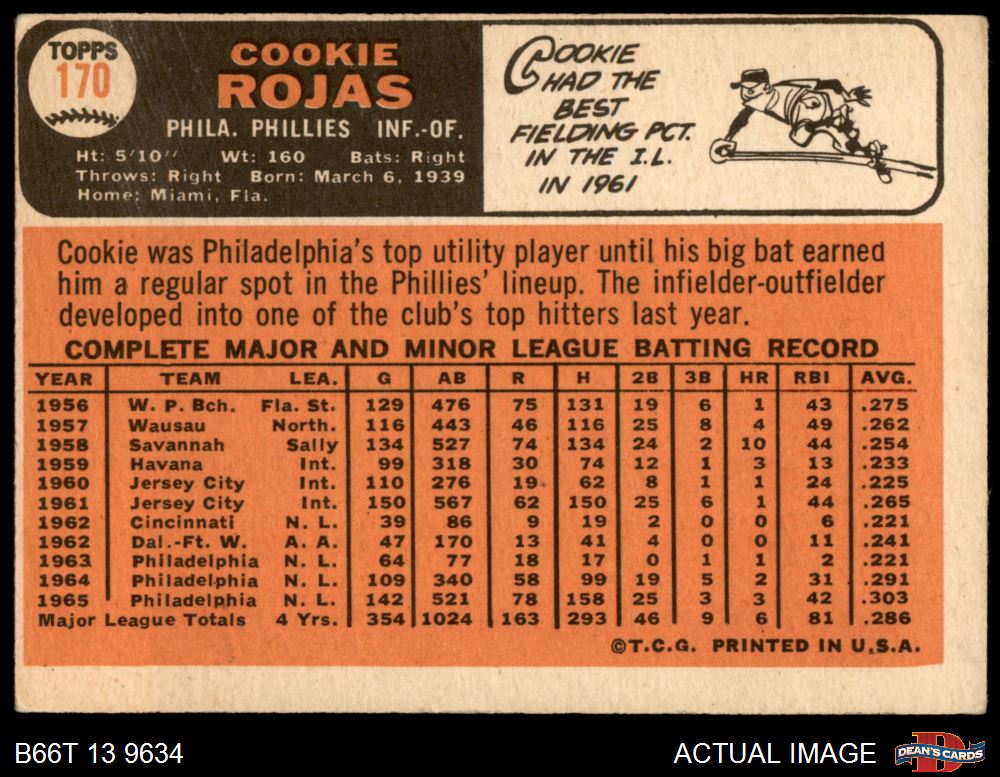 TOPPS
170
COOKIE
ROJAS
PHILA. PHILLIES INF.-OF.
Ht: 5'10" Wt: 160 Bats: Right
Throws: Right Born: March 6, 1939
Home: Miami, Fla.
COOKIE
HAD THE
BEST
FIELDING PCT.
IN THE I.L.
IN 1961
Cookie was Philadelphia's top utility player until his big bat earned
him a regular spot in the Phillies' lineup. The infielder-outfielder
developed into one of the club's top hitters last year.
COMPLETE MAJOR AND MINOR LEAGUE BATTING RECORD
YEAR TEAM LEA. G AB R H 2B 3B HR RBI AVG.
1956 W. P. Bch. Fla. St. 129 476 75 131 19 6 1 43 .275
1957 Wausau North. 116 443 46 116 25 8 4 49 .262
1958 Savannah Sally 134 527 74 134 24 2 10 44 .254
1959 Havana Int. 99 318 30 74 12 1 3 13 .233
1960 Jersey City Int. 110 276 19 62 8 1 1 24 .225
1961 Jersey City Int. 150 567 62 150 25 6 1 44 .265
1962 Cincinnati N. L. 39 86 9 19 2 0 0 6 .221
1962 Dal.-Ft. W. A. A. 47 170 13 41 4 0 0 11 .241
1963 Philadelphia N. L. 64 77 18 17 0 1 1 2 .221
1964 Philadelphia N. L. 109 340 58 99 19 5 2 31 .291
1965 Philadelphia N. L. 142 521 78 158 25 3 3 42 .303
Major League Totals 4 Yrs. 354 1024 163 293 46 9 6 81 .286
©T.C.G. PRINTED IN U.S.A.
B66T 13 9634
ACTUAL IMAGE
D
DEAN'S CARDS